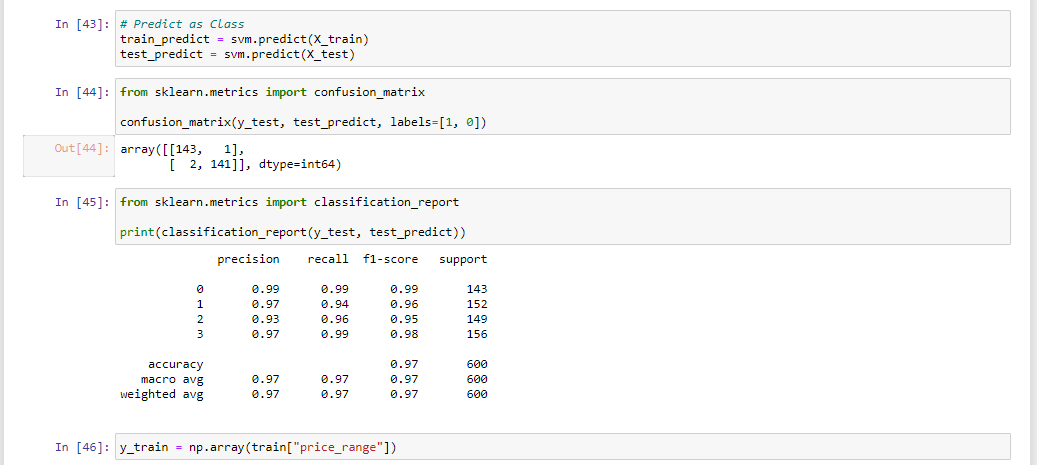 In [43]: # Predict as Class
train_predict = svm.predict(X_train)
test_predict = svm.predict(X_test)
In [44]: from sklearn.metrics import confusion_matrix
confusion_matrix(y_test, test_predict, labels=[1, 0])
Out[44]: array([[143,   1],
       [  2, 141]], dtype=int64)
In [45]: from sklearn.metrics import classification_report
print(classification_report(y_test, test_predict))
              precision    recall  f1-score   support
           0       0.99      0.99      0.99       143
           1       0.97      0.94      0.96       152
           2       0.93      0.96      0.95       149
           3       0.97      0.99      0.98       156
    accuracy                           0.97       600
   macro avg       0.97      0.97      0.97       600
weighted avg       0.97      0.97      0.97       600
In [46]: y_train = np.array(train["price_range"])